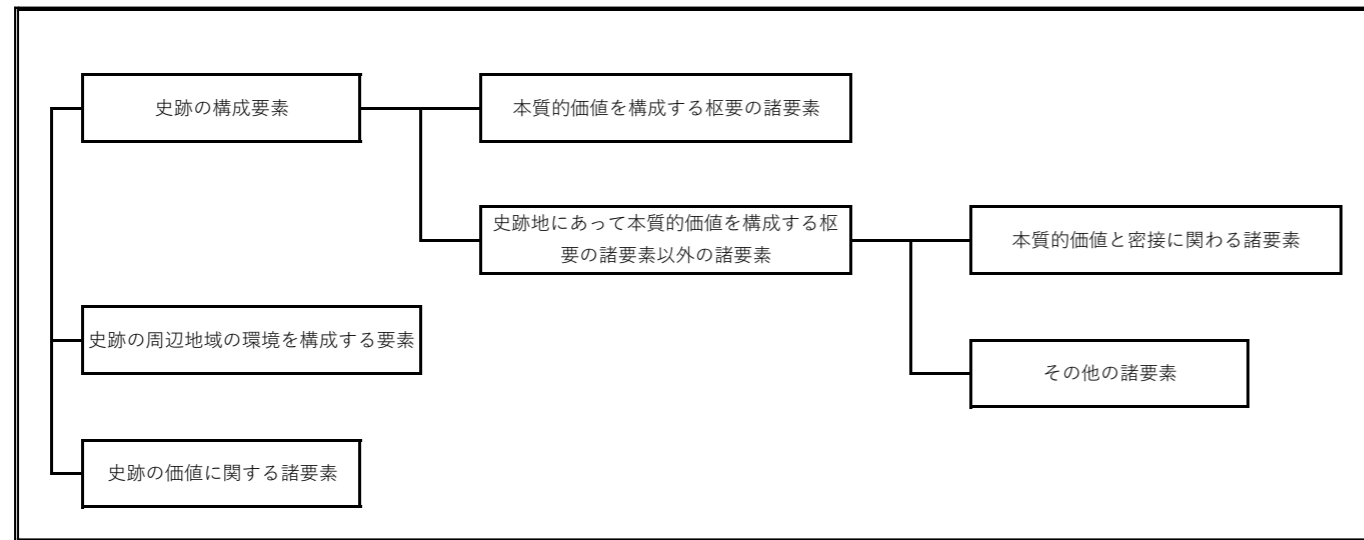 史跡の構成要素
本質的価値を構成する枢要の諸要素
史跡地にあって本質的価値を構成する枢
要の諸要素以外の諸要素
本質的価値と密接に関わる諸要素
史跡の周辺地域の環境を構成する要素
その他の諸要素
史跡の価値に関する諸要素